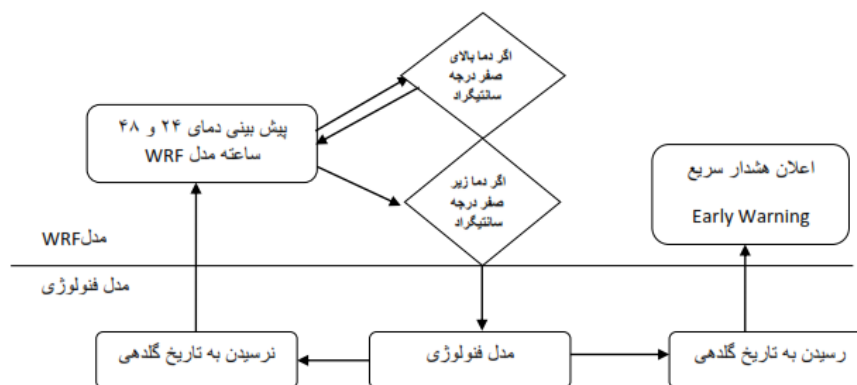 اگر دما بالای
صفر درجه
سانتیگراد
پیش بینی دمای ۲۴ و ۴۸
ساعته مدل WRF
اگر دما زیر
صفر درجه
سانتیگراد
اعلان هشدار سریع
Early Warning
مدلWRF
مدل فنولوژی
رسیدن به تاریخ گلدهی
مدل فنولوژی
نرسیدن به تاریخ گلدهی